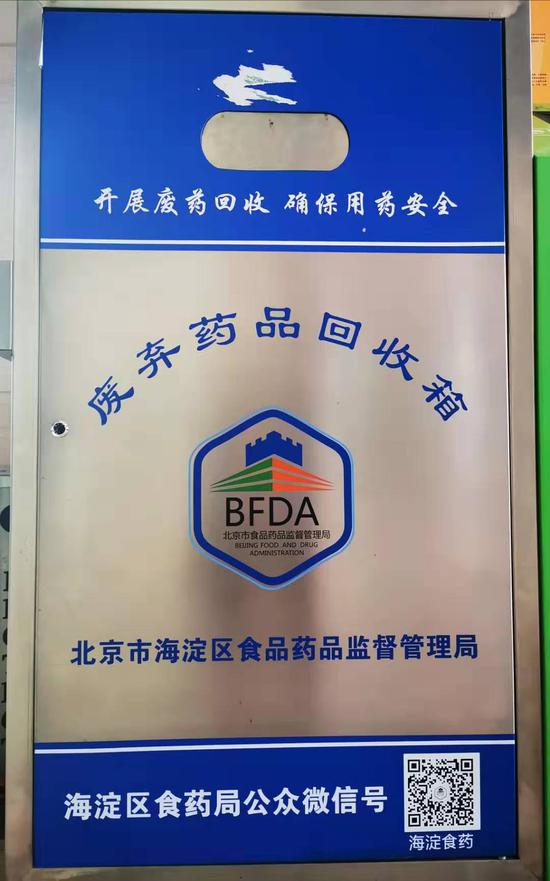 开展废药回收 确保用药安全
废弃药品回收箱
BFDA
北京市食品药品监督管理局
BEIJING FOOD AND DRUG
ADMINISTRATION
北京市海淀区食品药品监督管理局
海淀区食药局公众微信号
海淀食药